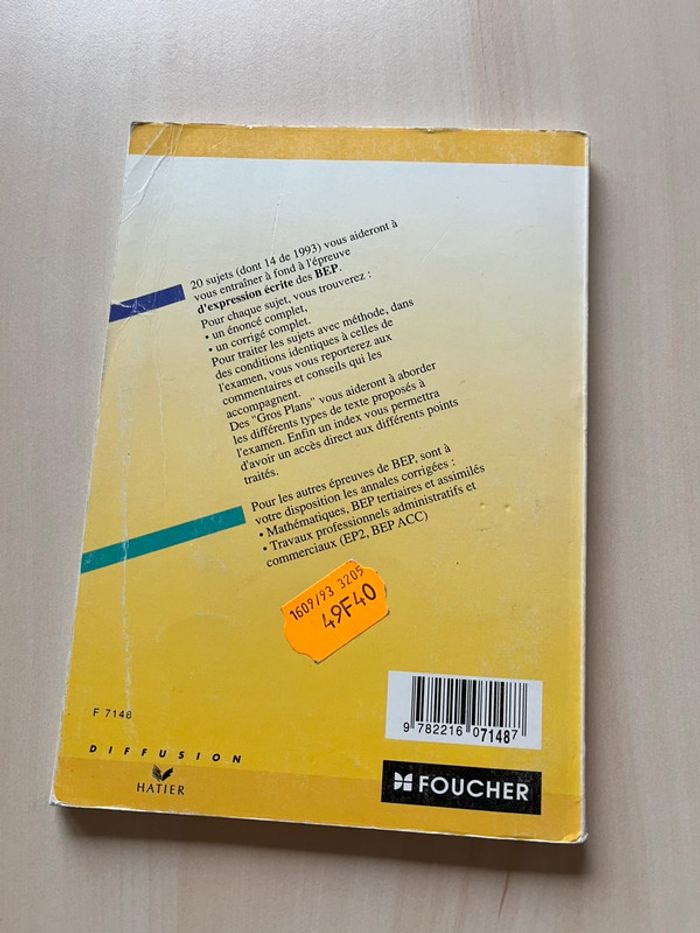 20 sujets (dont 14 de 1993) vous aideront à
vous entraîner à fond à l'épreuve
d'expression écrite des BEP.
Pour chaque sujet, vous trouverez :
• un énoncé complet,
• un corrigé complet.
Pour traiter les sujets avec méthode, dans
des conditions identiques à celles de
l'examen, vous vous reporterez aux
commentaires et conseils qui les
accompagnent.
Des "Gros Plans" vous aideront à aborder
les différents types de texte proposés à
l'examen. Enfin un index vous permettra
d'avoir un accès direct aux différents points
traités.
Pour les autres épreuves de BEP, sont à
votre disposition les annales corrigées :
• Mathématiques, BEP tertiaires et assimilés
• Travaux professionnels administratifs et
commerciaux (EP2, BEP ACC)
1609/93 3205
49F40
F 7148
9 782216 071487
DIFFUSION
HATIER
FOUCHER